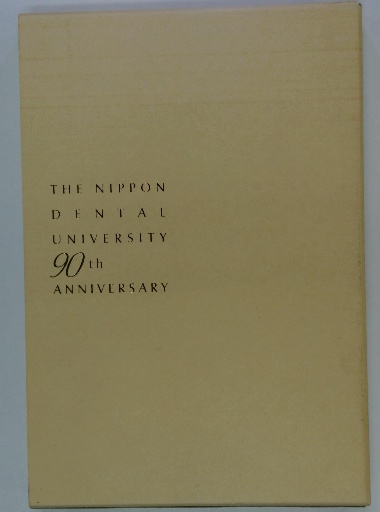 THE NIPPON
DENTAL
UNIVERSITY
90th
ANNIVERSARY